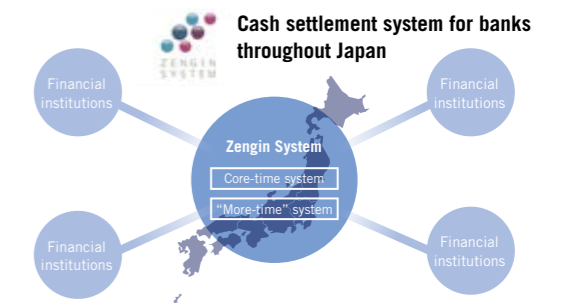 Cash settlement system for banks
throughout Japan
ZENGIN
SYSTEM
Financial
institutions
Financial
institutions
Zengin System
Core-time system
“More-time” system
Financial
institutions
Financial
institutions